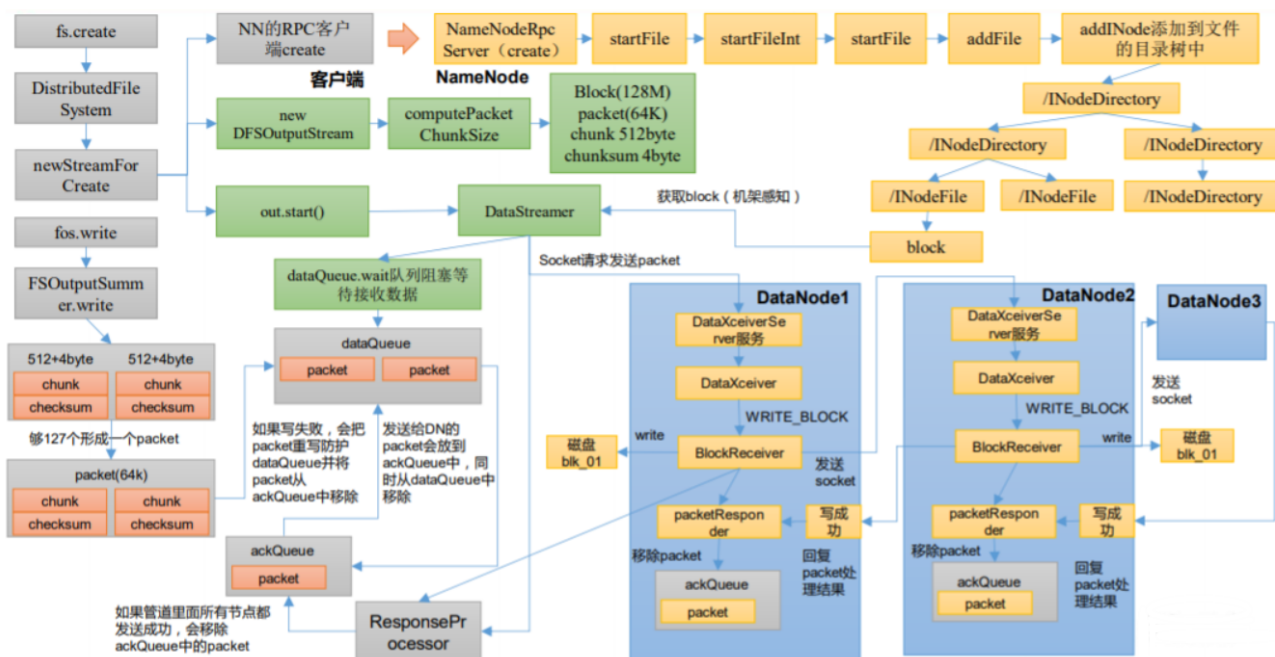 fs.create
DistributedFile
System
newStreamFor
Create
NN的RPC客户
端create
NameNodeRpc
Server（create）
startFile
startFileInt
startFile
addFile
addINode添加到文件
的目录树中
客户端
NameNode
new
DFSOutputStream
computePacket
ChunkSize
Block(128M)
packet(64K)
chunk 512byte
chunksum 4byte
/INodeDirectory
/INodeDirectory
/INodeDirectory
/INodeFile
/INodeFile
/INodeDirectory
block
获取block（机架感知）
out.start()
DataStreamer
fos.write
FSOutputSumm
er.write
dataQueue.wait队列阻塞等
待接收数据
Socket请求发送packet
512+4byte
512+4byte
chunk
chunk
checksum
checksum
够127个形成一个packet
packet(64k)
chunk
chunk
checksum
checksum
dataQueue
packet
packet
如果写失败，会把
packet重写防护
dataQueue并将
packet从
ackQueue中移除
发送给DN的
packet会放到
ackQueue中，同
时从dataQueue中
移除
ackQueue
packet
如果管道里面所有节点都
发送成功，会移除
ackQueue中的packet
ResponsePr
ocessor
DataNode1
DataXceiverSe
rver服务
DataXceiver
WRITE_BLOCK
write
磁盘
blk_01
BlockReceiver
发送
socket
packetRespon
der
写成
功
移除packet
回复
packet处
理结果
ackQueue
packet
DataNode2
DataXceiverSe
rver服务
DataXceiver
WRITE_BLOCK
BlockReceiver
write
磁盘
blk_01
packetRespon
der
写成
功
移除packet
回复
packet处
理结果
ackQueue
packet
DataNode3
发送
socket